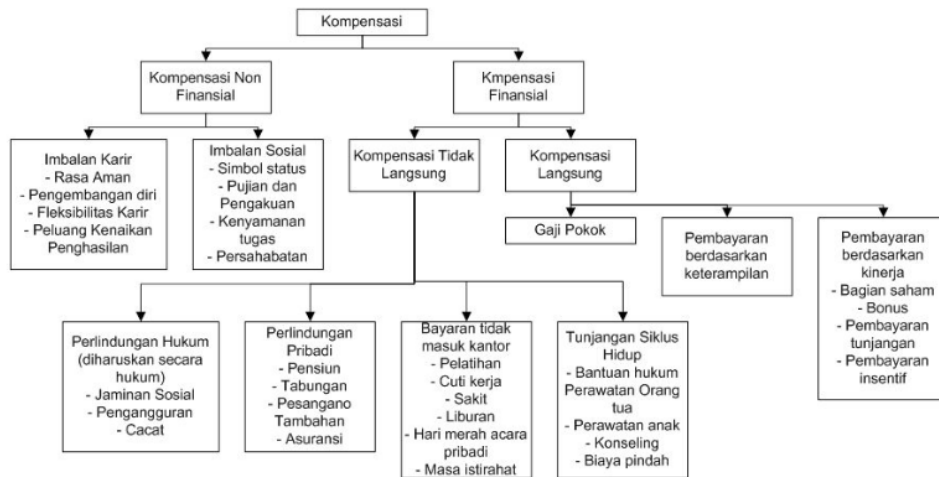 Kompensasi
Kompensasi Non
Finansial
Kmpensasi
Finansial
Imbalan Karir
- Rasa Aman
- Pengembangan diri
- Fleksibilitas Karir
- Peluang Kenaikan
Penghasilan
Imbalan Sosial
- Simbol status
- Pujian dan
Pengakuan
- Kenyamanan
tugas
- Persahabatan
Kompensasi Tidak
Langsung
Kompensasi
Langsung
Gaji Pokok
Pembayaran
berdasarkan
keterampilan
Pembayaran
berdasarkan
kinerja
- Bagian saham
- Bonus
- Pembayaran
tunjangan
- Pembayaran
insentif
Perlindungan Hukum
(diharuskan secara
hukum)
- Jaminan Sosial
- Pengangguran
- Cacat
Perlindungan
Pribadi
- Pensiun
- Tabungan
- Pesangano
Tambahan
- Asuransi
Bayaran tidak
masuk kantor
- Pelatihan
- Cuti kerja
- Sakit
- Liburan
- Hari merah acara
pribadi
- Masa istirahat
Tunjangan Siklus
Hidup
- Bantuan hukum
Perawatan Orang
tua
- Perawatan anak
- Konseling
- Biaya pindah